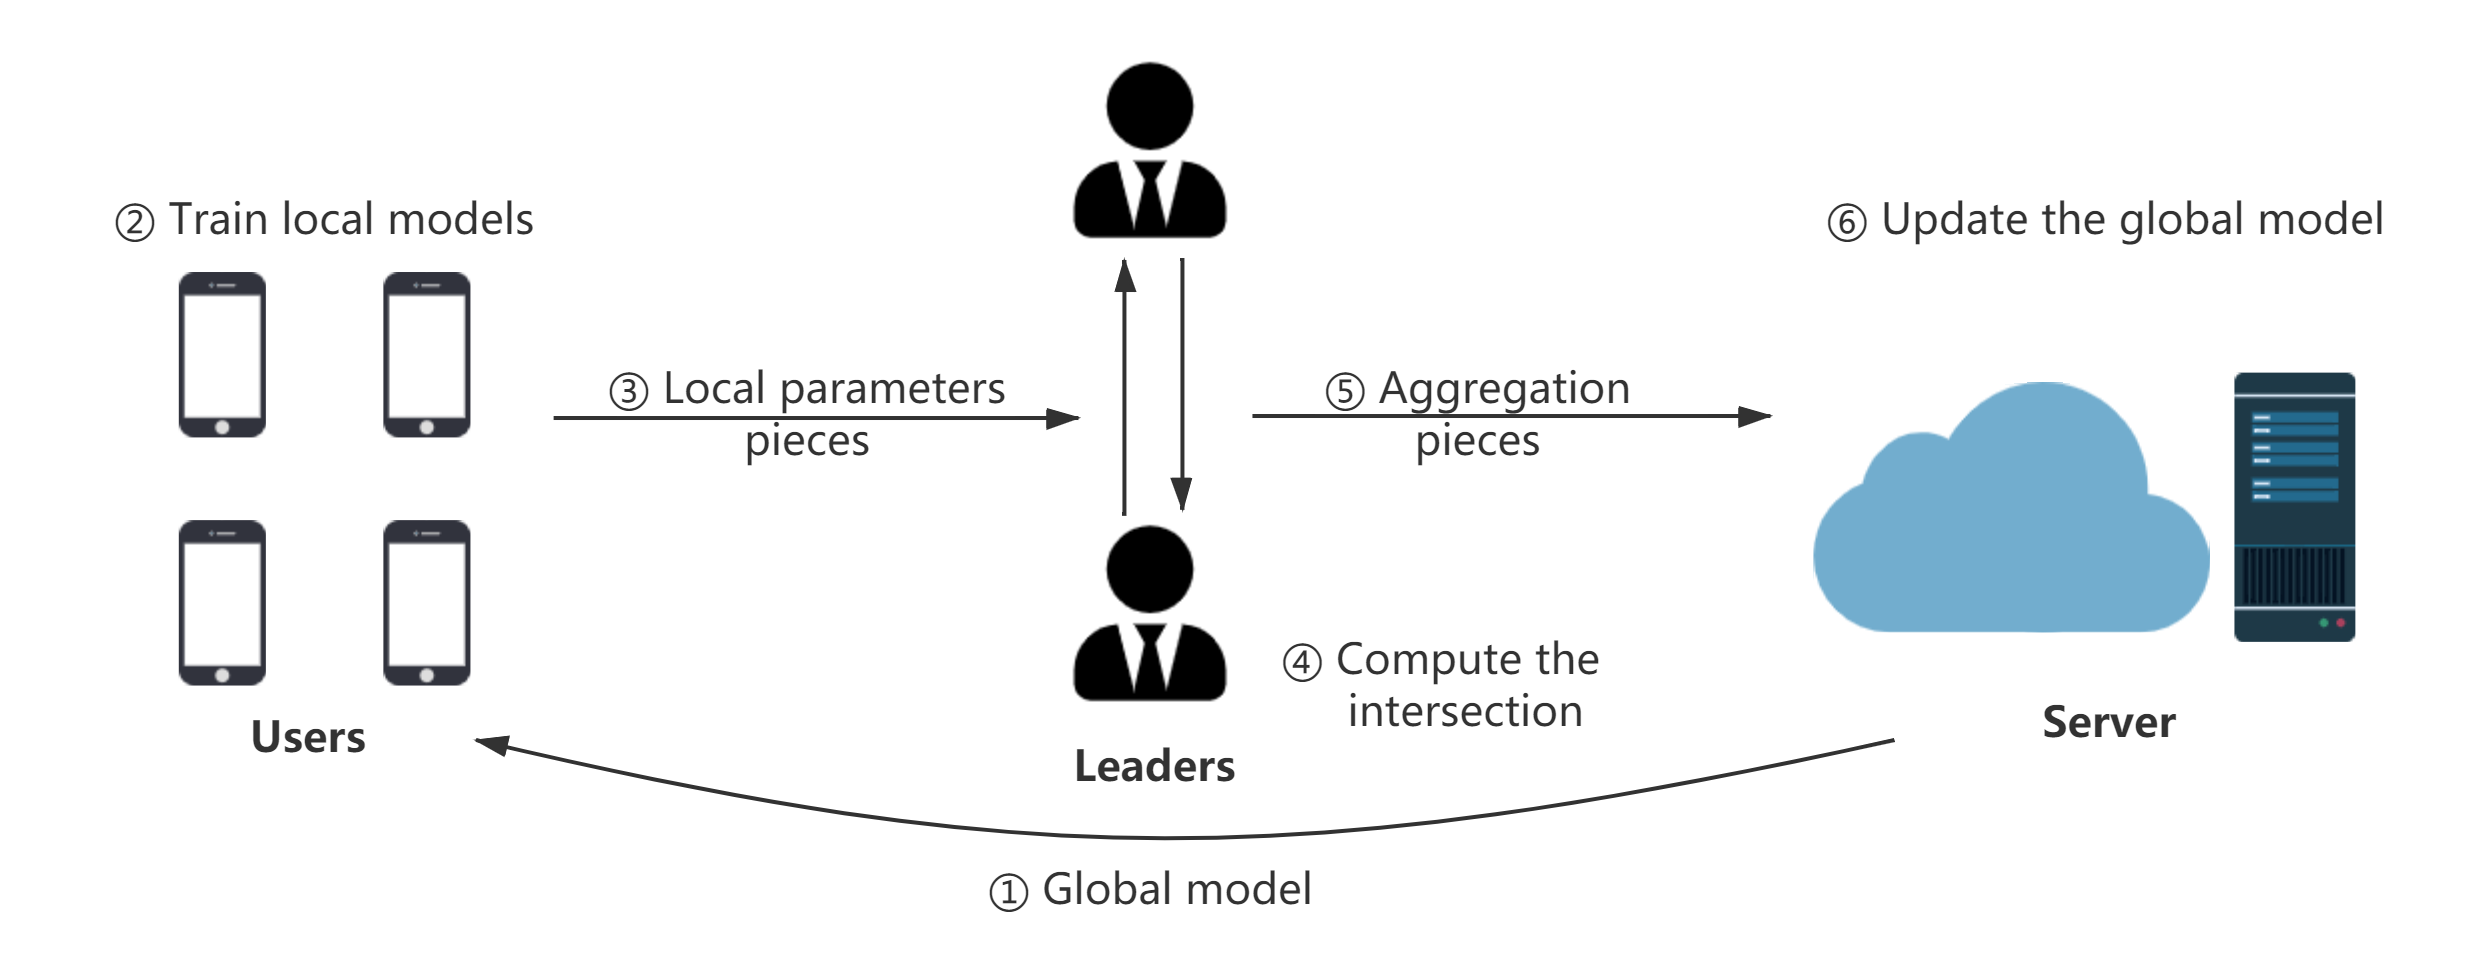 ② Train local models
⑥ Update the global model
③ Local parameters
pieces
⑤ Aggregation
pieces
④ Compute the
intersection
Users
Leaders
Server
① Global model